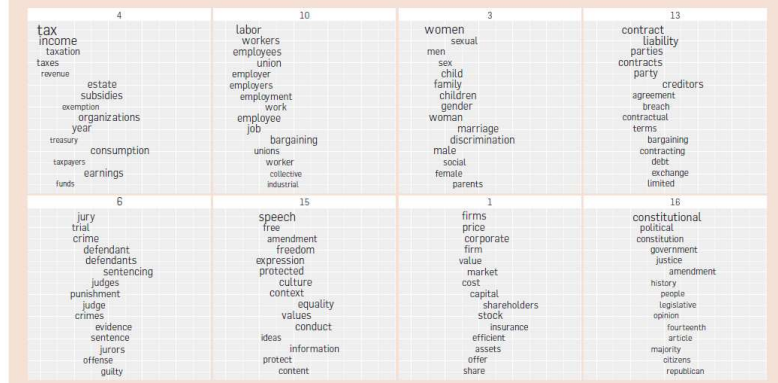 4
tax
income
taxation
taxes
revenue
estate
subsidies
exemption
organizations
year
treasury
consumption
taxpayers
earnings
funds
10
labor
workers
employees
union
employer
employers
employment
work
employee
job
bargaining
unions
worker
collective
industrial
3
women
sexual
men
sex
child
family
children
gender
woman
marriage
discrimination
male
social
female
parents
13
contract
liability
parties
contracts
party
creditors
agreement
breach
contractual
terms
bargaining
contracting
debt
exchange
limited
6
jury
trial
crime
defendant
defendants
sentencing
judges
punishment
judge
crimes
evidence
sentence
jurors
offense
guilty
15
speech
free
amendment
freedom
expression
protected
culture
context
equality
values
conduct
ideas
information
protect
content
1
firms
price
corporate
firm
value
market
cost
capital
shareholders
stock
insurance
efficient
assets
offer
share
16
constitutional
political
constitution
government
justice
amendment
history
people
legislative
opinion
fourteenth
article
majority
citizens
republican